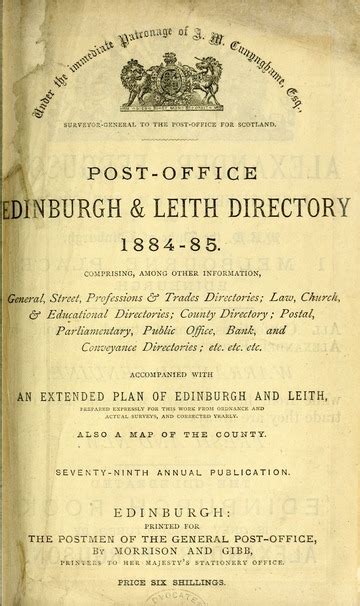 Under the immediate Patronage of J. M. Cunynghame, Esq.,
SURVEYOR-GENERAL TO THE POST-OFFICE FOR SCOTLAND.
POST-OFFICE
EDINBURGH & LEITH DIRECTORY
1884-85.
COMPRISING, AMONG OTHER INFORMATION,
General, Street, Professions & Trades Directories; Law, Church,
& Educational Directories; County Directory; Postal,
Parliamentary, Public Office, Bank, and
Conveyance Directories; etc. etc. etc.
ACCOMPANIED WITH
AN EXTENDED PLAN OF EDINBURGH AND LEITH,
PREPARED EXPRESSLY FOR THIS WORK FROM ORDNANCE AND
ACTUAL SURVEYS, AND CORRECTED YEARLY.
ALSO A MAP OF THE COUNTY.
SEVENTY-NINTH ANNUAL PUBLICATION.
EDINBURGH:
PRINTED FOR
THE POSTMEN OF THE GENERAL POST-OFFICE,
BY MORRISON AND GIBB,
PRINTERS TO HER MAJESTY'S STATIONERY OFFICE.
PRICE SIX SHILLINGS.